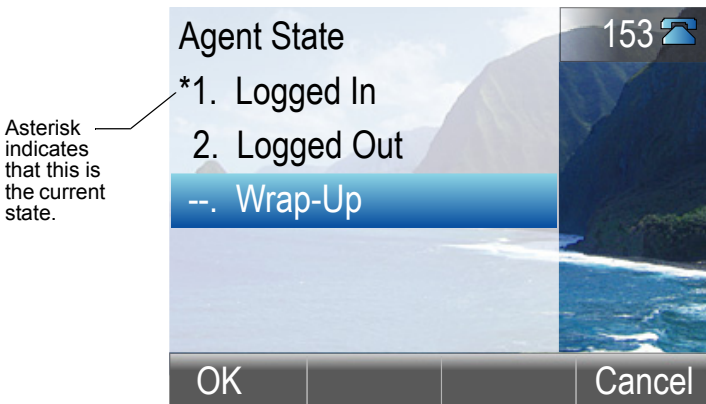 Agent State
153
*1. Logged In
2. Logged Out
--. Wrap-Up
OK
Cancel
Asterisk
indicates
that this is
the current
state.